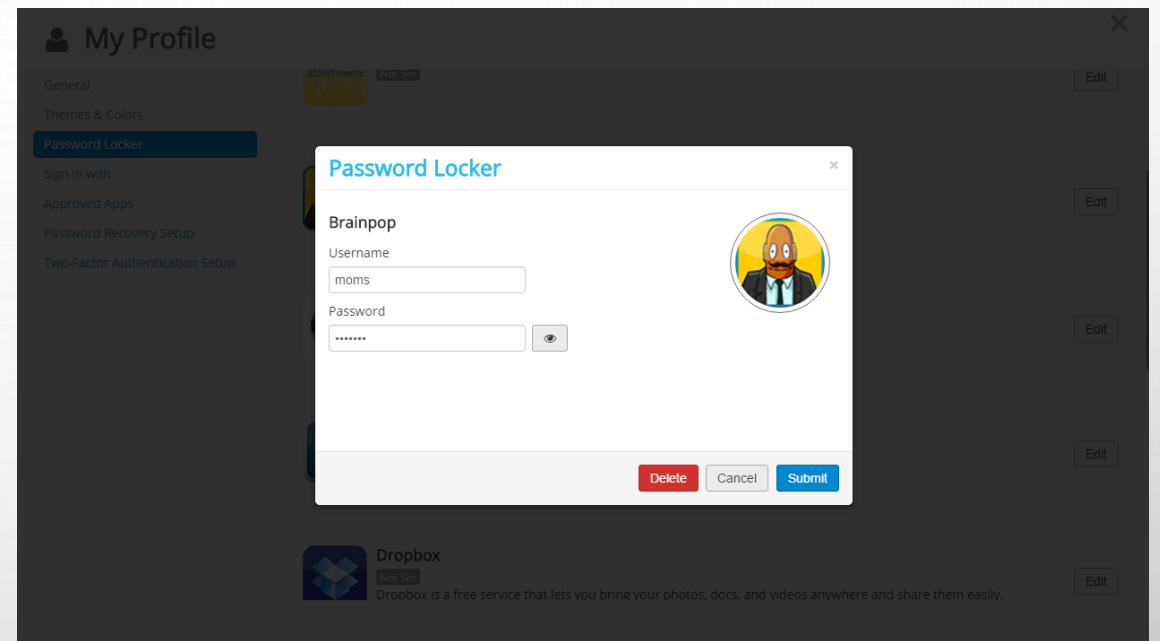 My Profile
×
General
Themes & Colors
Password Locker
Sign in with
Approved Apps
Password Recovery Setup
Two-Factor Authentication Setup
ASSISTments
Not Set
Edit
Edit
Edit
Edit
Password Locker
×
Brainpop
Username
moms
Password
•••••••
Delete
Cancel
Submit
Dropbox
Not Set
Edit
Dropbox is a free service that lets you bring your photos, docs, and videos anywhere and share them easily.